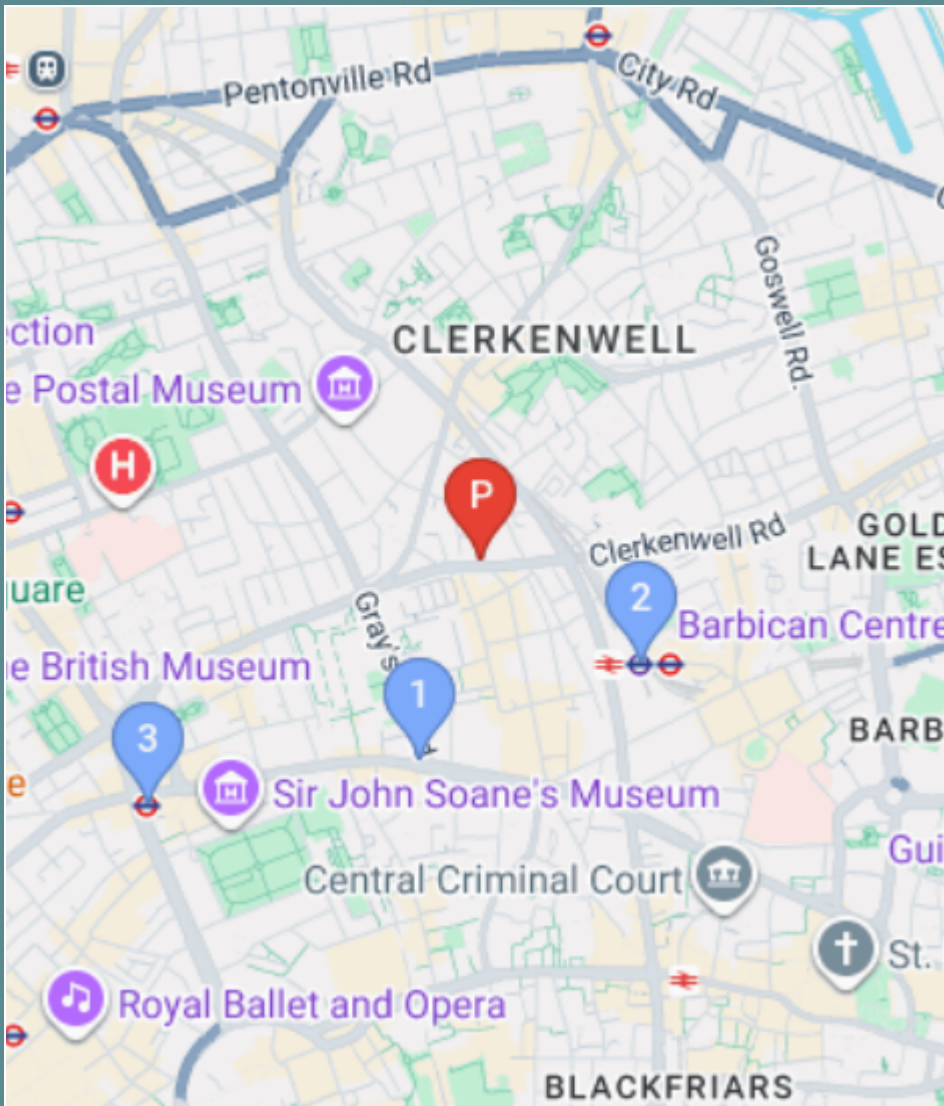 Pentonville Rd
City Rd
Goswell Rd.
ection
CLERKENWELL
e Postal Museum
H
P
GOLD
LANE ES
Clerkenwell Rd
uare
Gray's
2
Barbican Centre
e British Museum
1
3
BARB
e
Sir John Soane's Museum
Gui
Central Criminal Court
St.
Royal Ballet and Opera
BLACKFRIARS